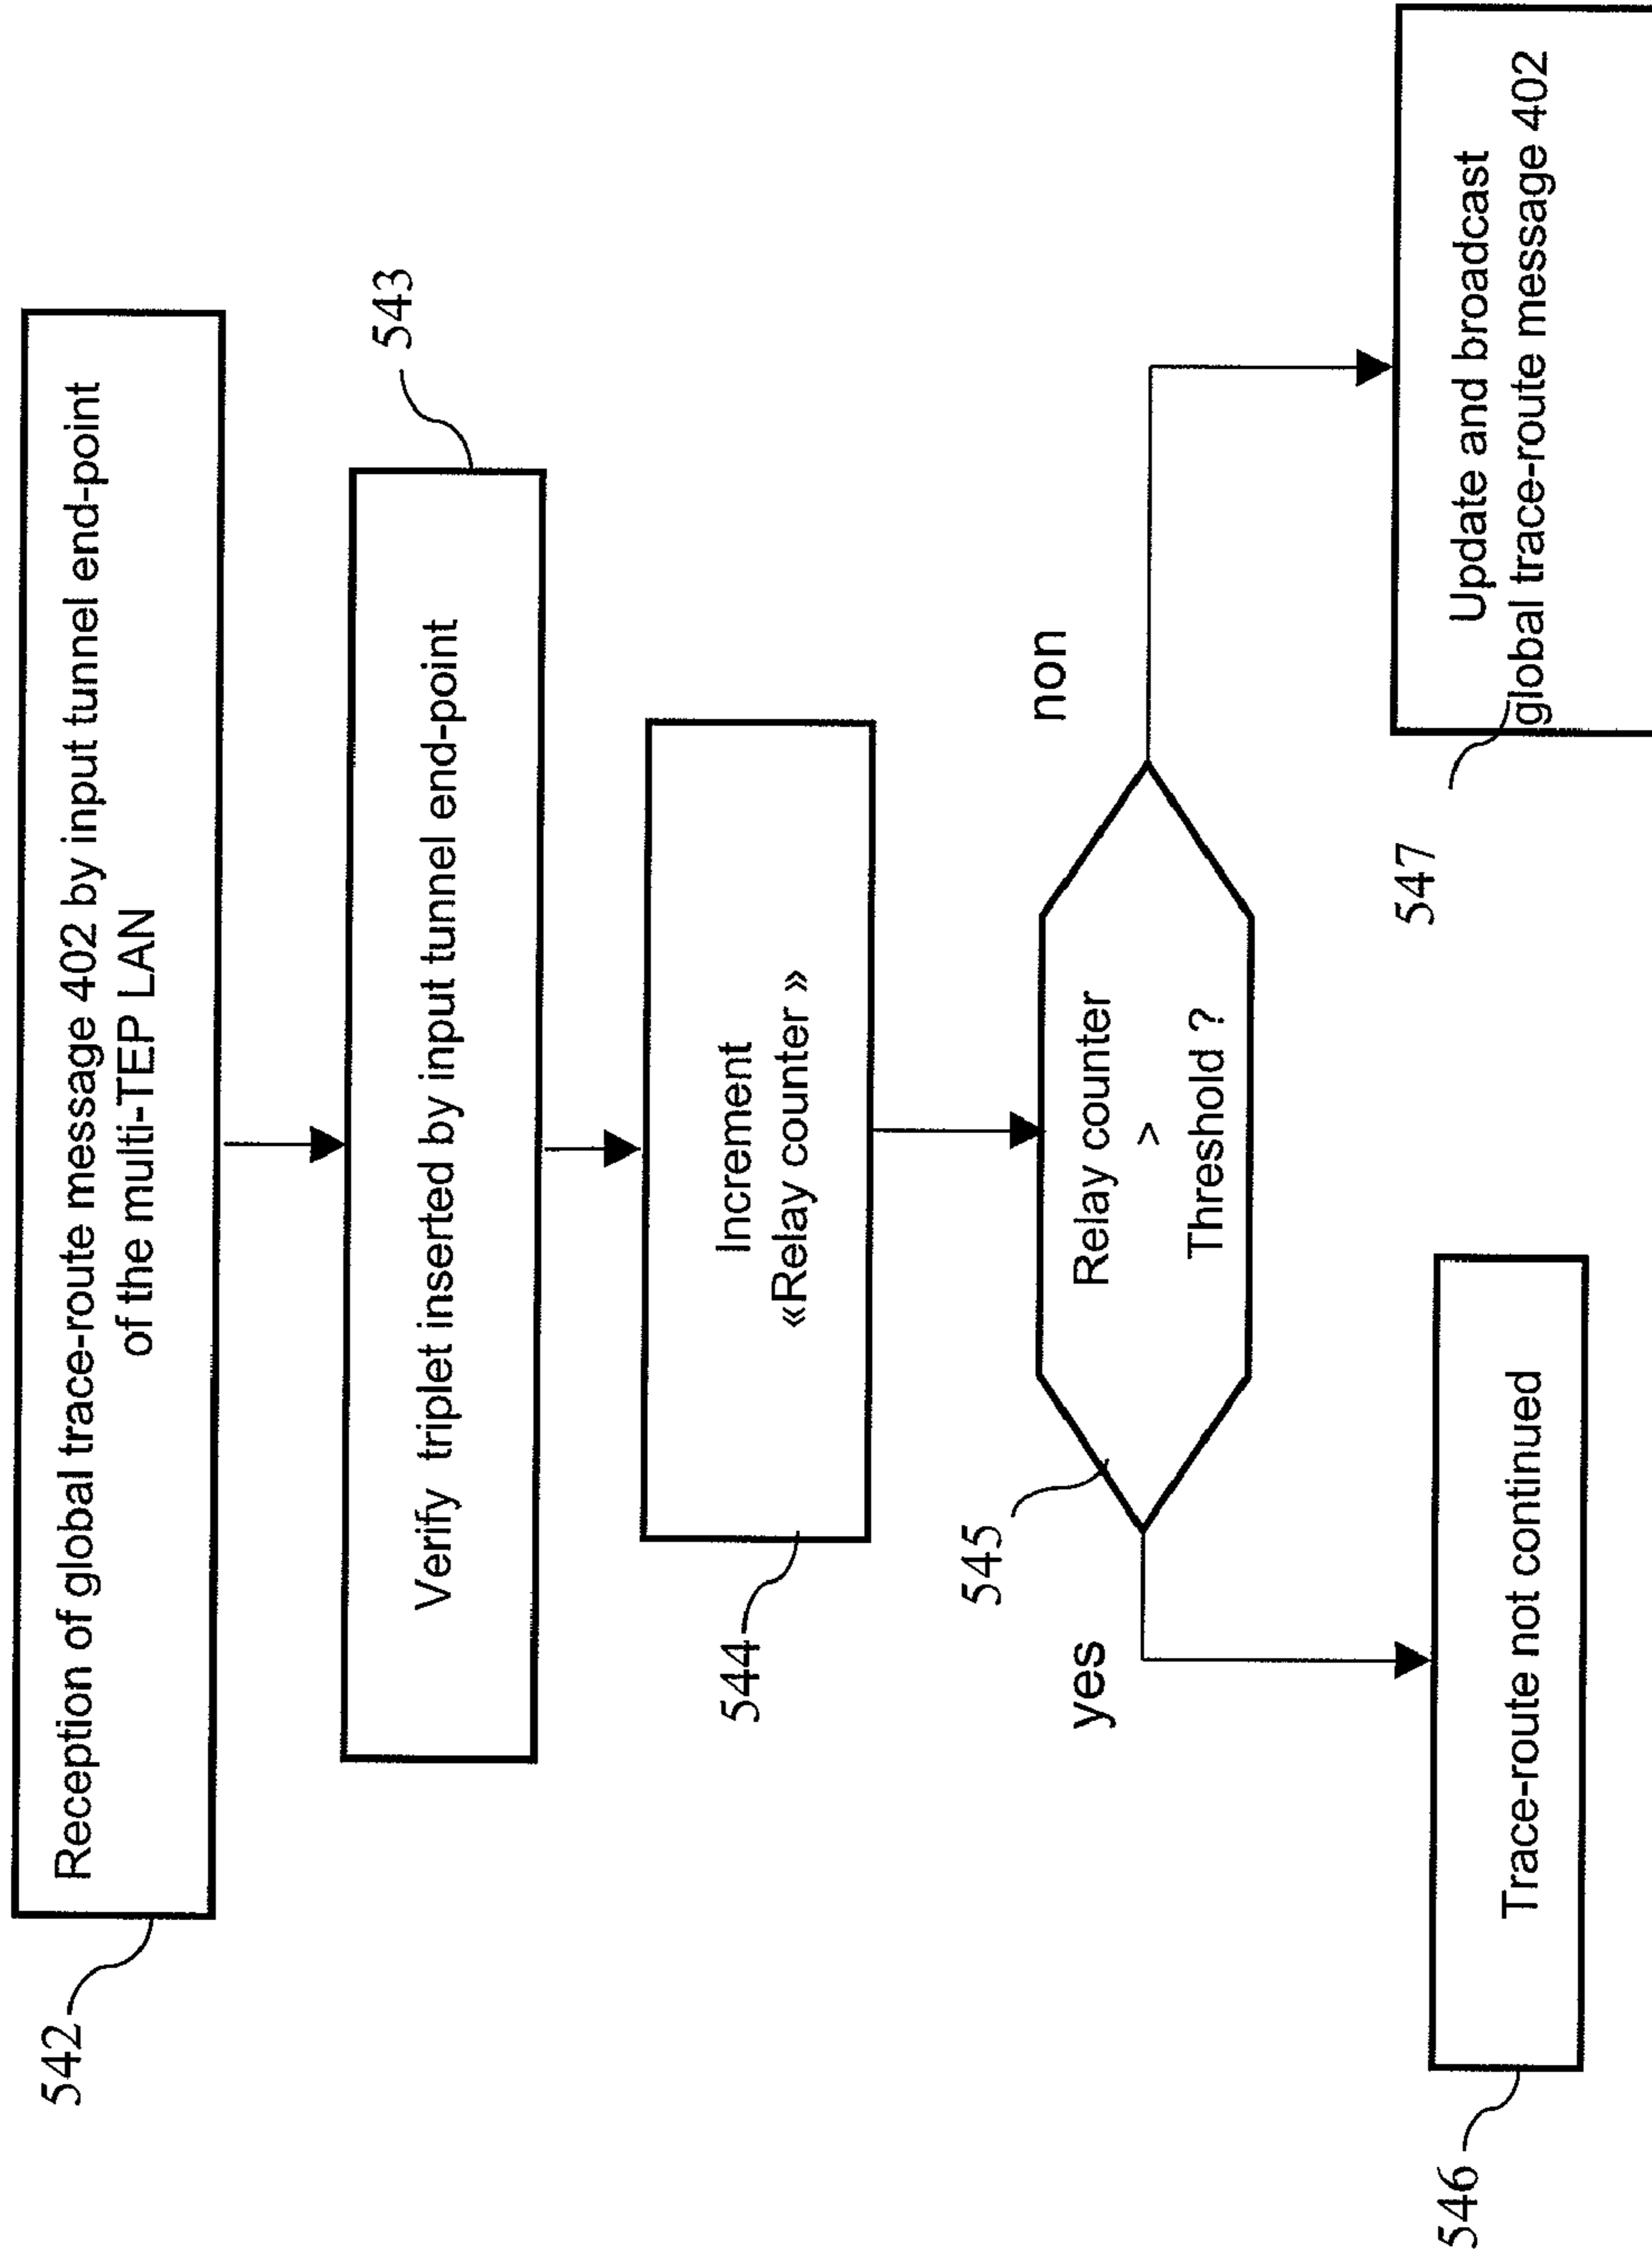 542
Reception of global trace-route message 402 by input tunnel end-point
of the multi-TEP LAN
543
Verify triplet inserted by input tunnel end-point
544
Increment
«Relay counter »
545
Relay counter
>
Threshold ?
yes
non
546
Trace-route not continued
547
Update and broadcast
global trace-route message 402